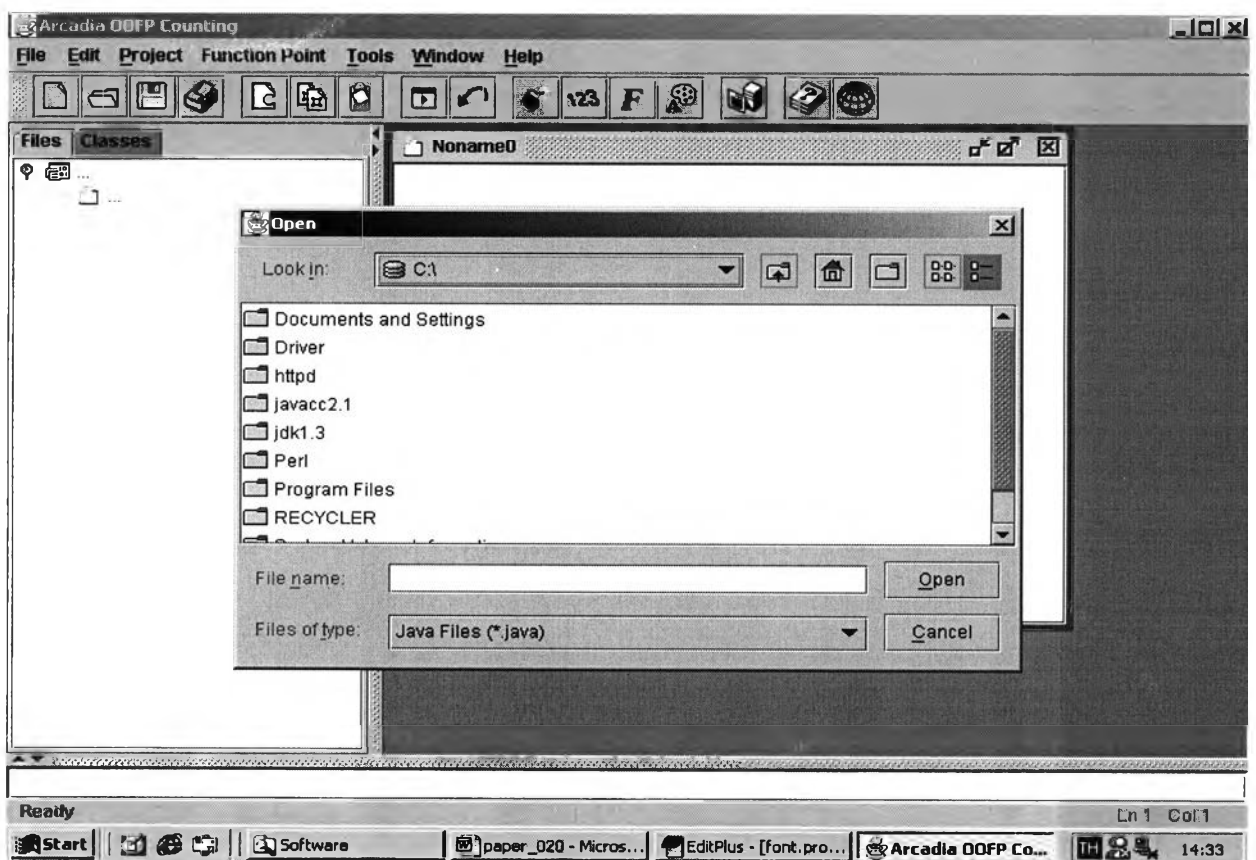 Arcadia OOFP Counting
File Edit Project Function Point Tools Window Help
123 F A
Files Classes
Noname0
...
...
Open
Look in: C:\
Documents and Settings
Driver
httpd
javacc2.1
jdk1.3
Perl
Program Files
RECYCLER
File name: Open
Files of type: Java Files (*.java) Cancel
Ready Ln 1 Col 1
Start Software paper_020 - Micros... EditPlus - [font.pro... Arcadia OOFP Co... TH 14:33